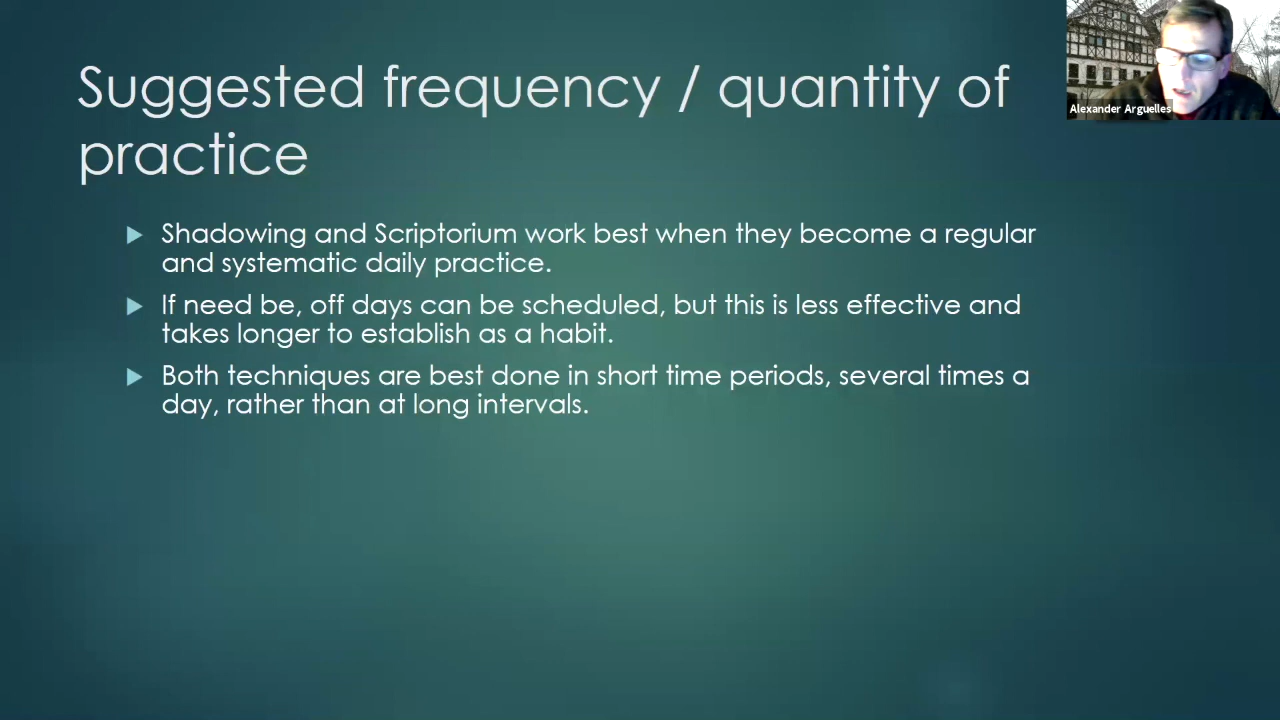 Suggested frequency / quantity of
practice
Shadowing and Scriptorium work best when they become a regular
and systematic daily practice.
If need be, off days can be scheduled, but this is less effective and
takes longer to establish as a habit.
Both techniques are best done in short time periods, several times a
day, rather than at long intervals.
Alexander Arguelles